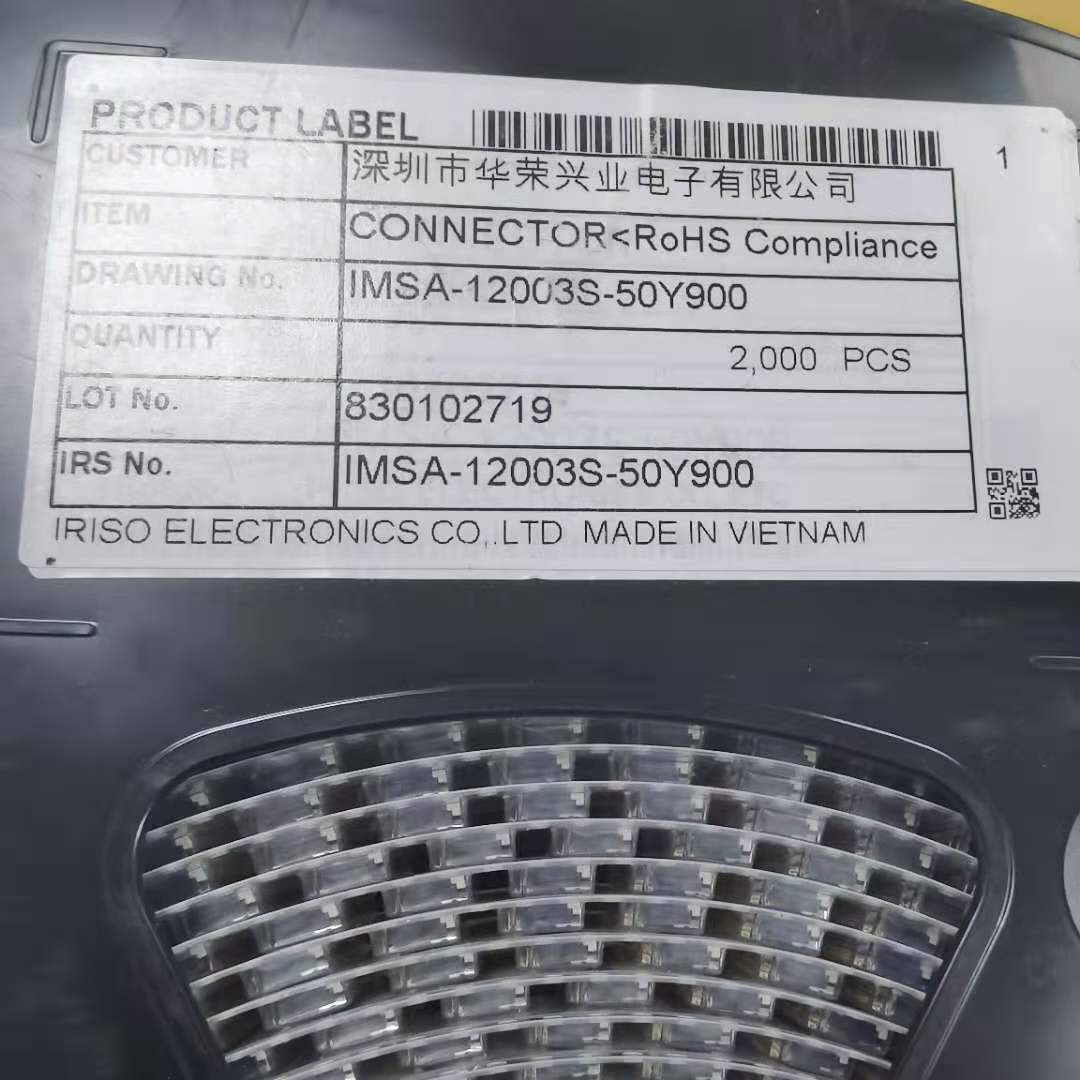 PRODUCT LABEL
1
CUSTOMER 深圳市华荣兴业电子有限公司
ITEM CONNECTOR<RoHS Compliance
DRAWING No. IMSA-12003S-50Y900
QUANTITY 2,000 PCS
LOT No. 830102719
IRS No. IMSA-12003S-50Y900
IRISO ELECTRONICS CO,.LTD MADE IN VIETNAM